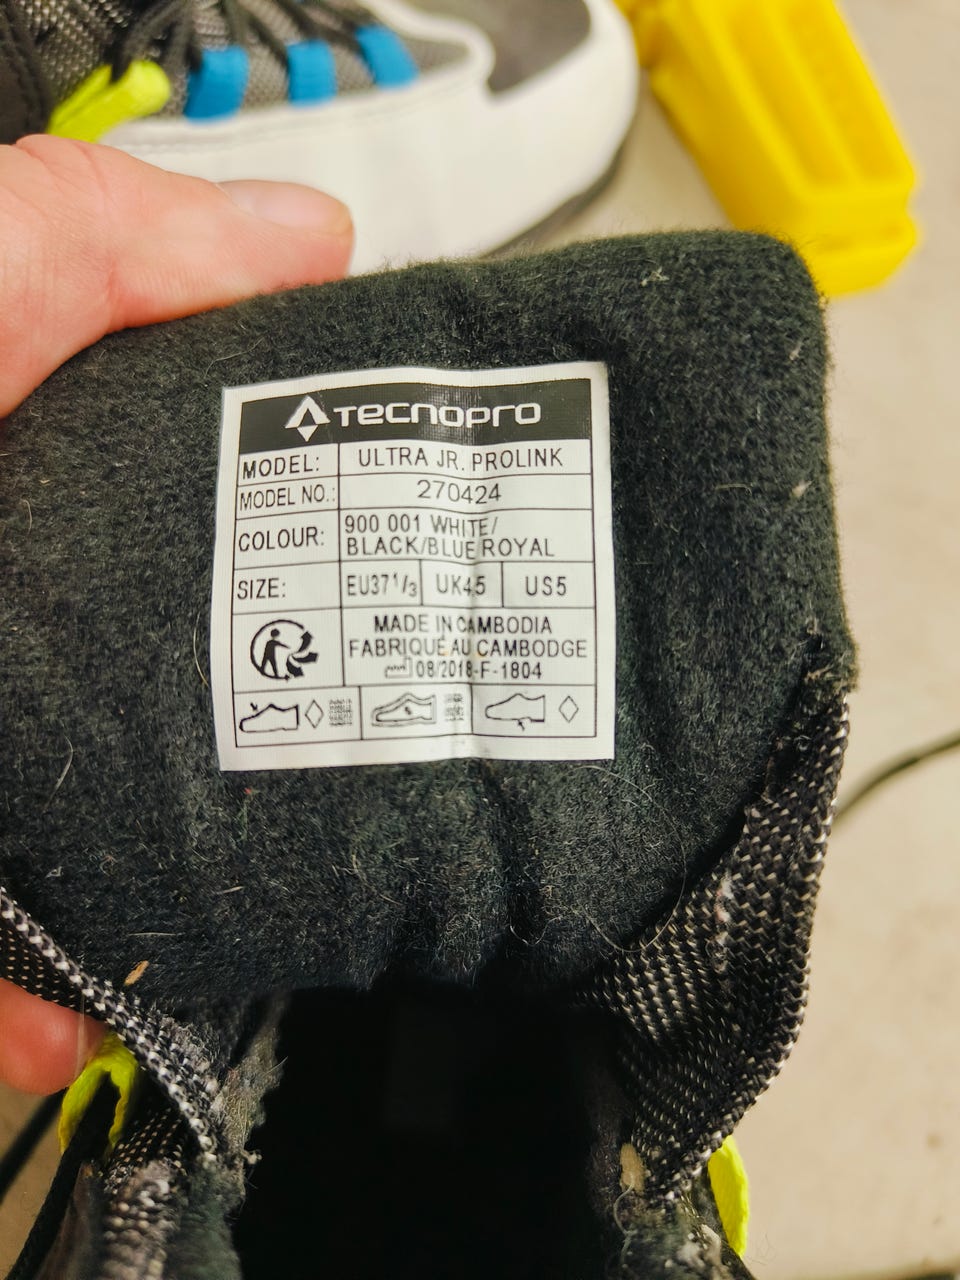 TECNOPRO
MODEL: ULTRA JR. PROLINK
MODEL NO.: 270424
COLOUR: 900 001 WHITE/
BLACK/BLUE ROYAL
SIZE: EU37 1/3 UK4.5 US5
MADE IN CAMBODIA
FABRIQUÉ AU CAMBODGE
08/2018-F-1804